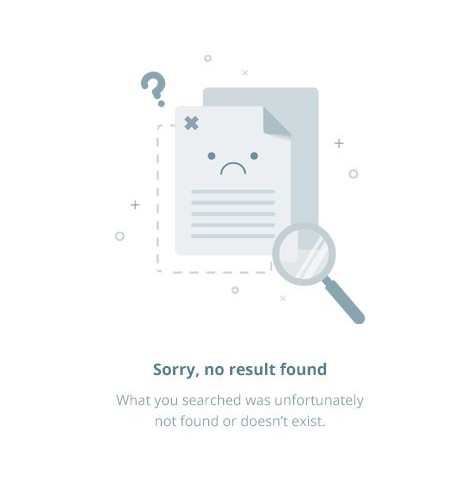 Sorry, no result found
What you searched was unfortunately
not found or doesn't exist.